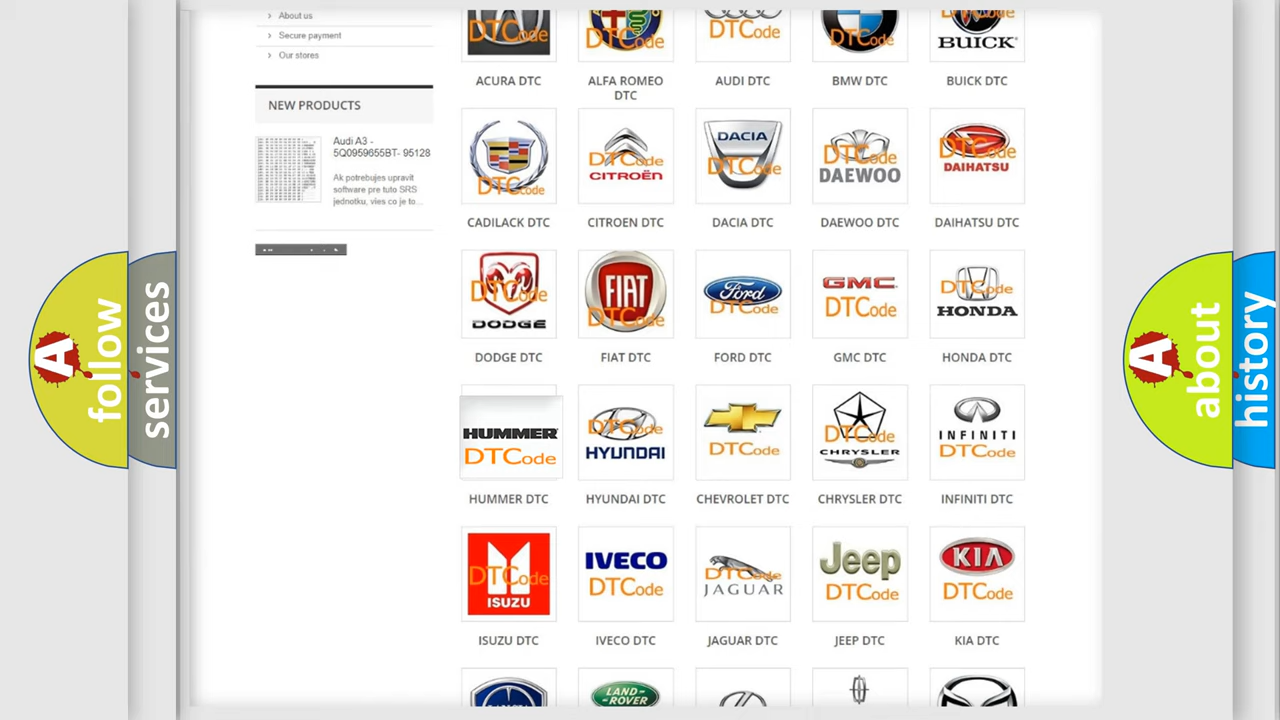 About us
Secure payment
Our stores
NEW PRODUCTS
Audi A3 -
5Q0959655BT- 95128
Ak potrebujes upravit
software pre tuto SRS
jednotku, vies co je to...
DTCode
DTCode
DTCode
DTCode
DTCode
BUICK
ACURA DTC
ALFA ROMEO
DTC
AUDI DTC
BMW DTC
BUICK DTC
DTCode
DTCode
CITROËN
DACIA
DTCode
DTCode
DAEWOO
DTCode
DAIHATSU
CADILACK DTC
CITROEN DTC
DACIA DTC
DAEWOO DTC
DAIHATSU DTC
DTCode
DODGE
FIAT
DTCode
Ford
DTCode
GMC
DTCode
DTCode
HONDA
DODGE DTC
FIAT DTC
FORD DTC
GMC DTC
HONDA DTC
HUMMER
DTCode
DTCode
HYUNDAI
DTCode
DTCode
CHRYSLER
INFINITI
DTCode
HUMMER DTC
HYUNDAI DTC
CHEVROLET DTC
CHRYSLER DTC
INFINITI DTC
DTCode
ISUZU
IVECO
DTCode
DTCode
JAGUAR
Jeep
DTCode
KIA
DTCode
ISUZU DTC
IVECO DTC
JAGUAR DTC
JEEP DTC
KIA DTC
LAND-
ROVER
A
follow
services
A
about
history